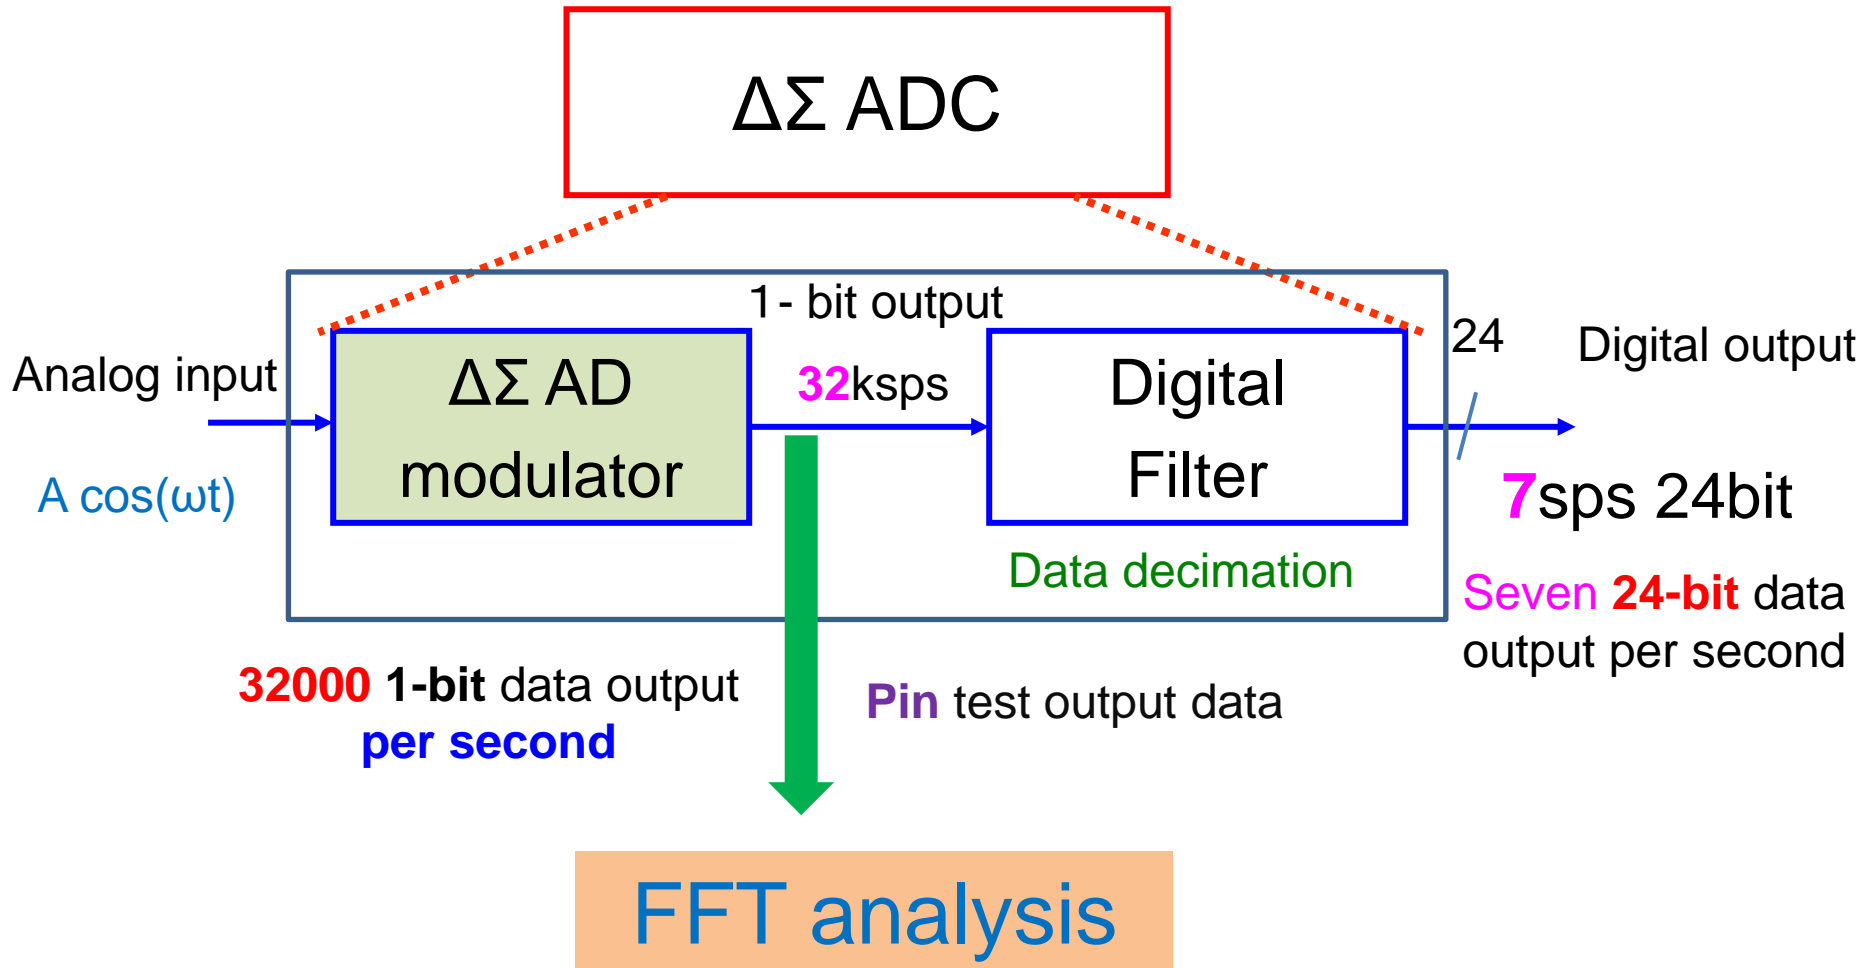 ΔΣ ADC
1- bit output
Analog input
A cos(ωt)
ΔΣ AD
modulator
32ksps
Digital
Filter
Data decimation
24
Digital output
7sps 24bit
Seven 24-bit data
output per second
32000 1-bit data output
per second
Pin test output data
FFT analysis